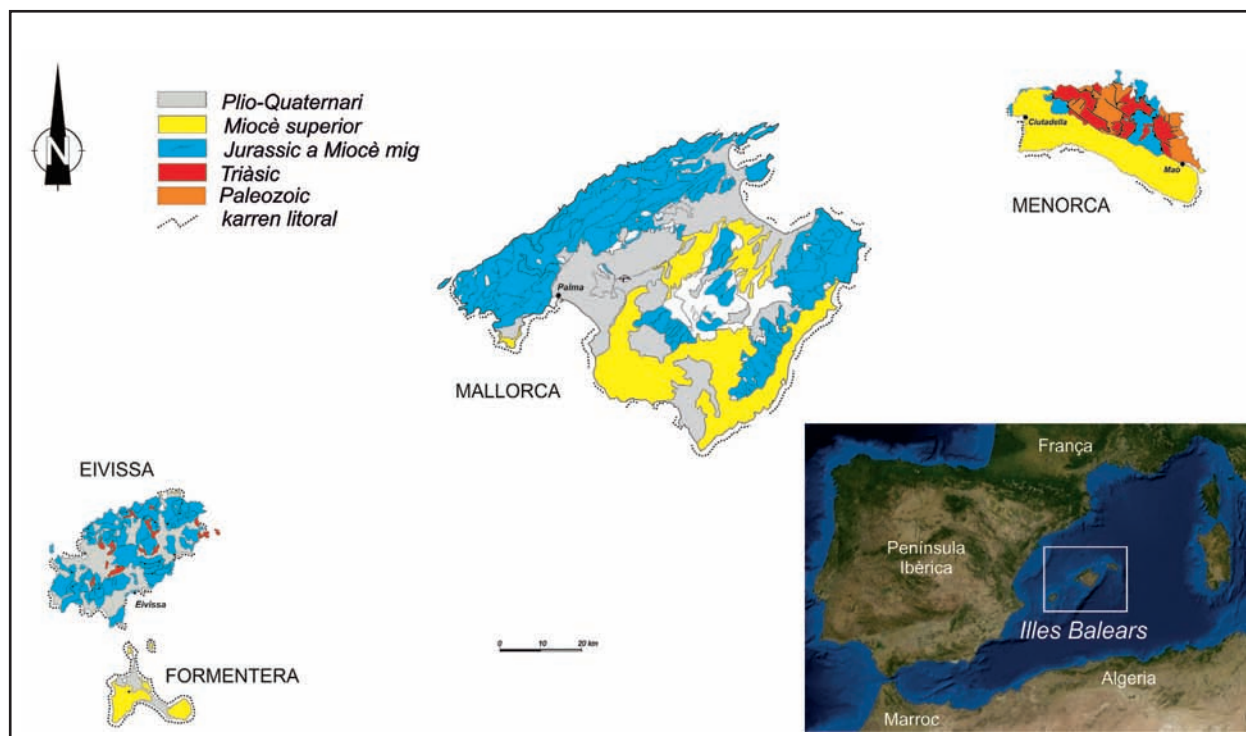 N
Plio-Quaternari
Miocè superior
Jurassic a Miocè mig
Triàsic
Paleozoic
karren litoral
Ciutadella
Maó
MENORCA
Palma
MALLORCA
EIVISSA
Eivissa
FORMENTERA
0 10 20 km
França
Península
Ibèrica
Illes Balears
Algeria
Marroc